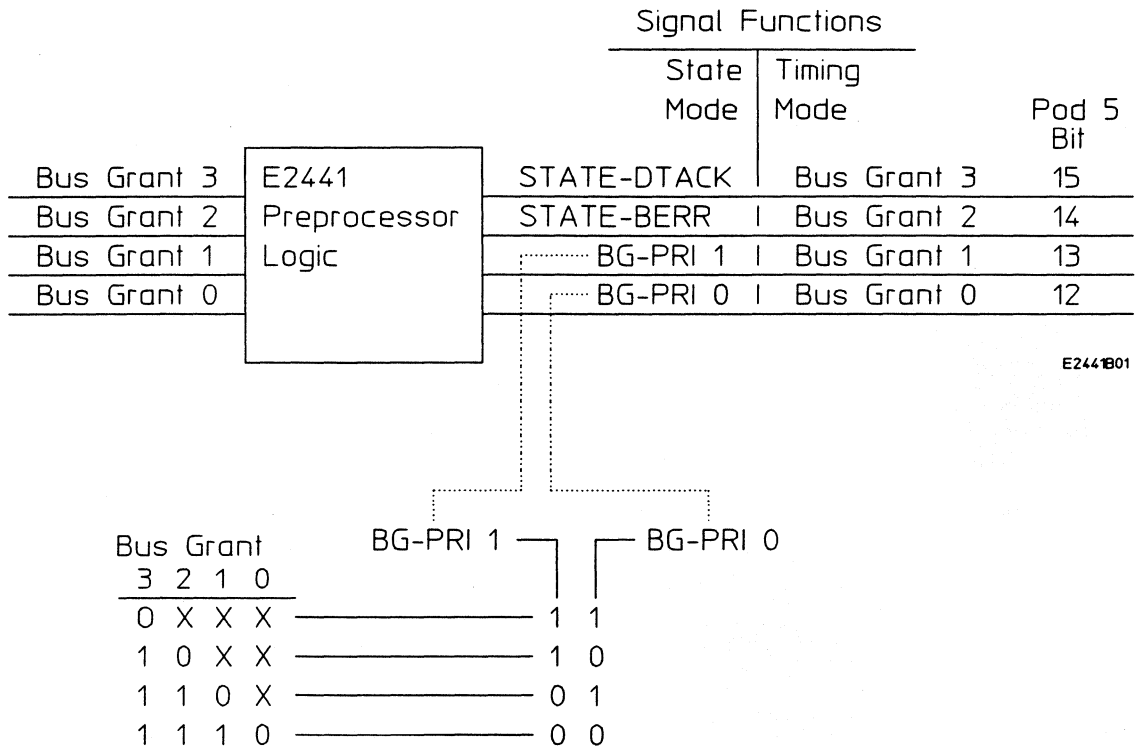 Signal Functions
State Timing
Mode Mode Pod 5
Bit
Bus Grant 3 E2441 STATE-DTACK Bus Grant 3 15
Bus Grant 2 Preprocessor STATE-BERR Bus Grant 2 14
Bus Grant 1 Logic BG-PRI 1 Bus Grant 1 13
Bus Grant 0 BG-PRI 0 Bus Grant 0 12
E2441B01
BG-PRI 1 BG-PRI 0
Bus Grant
3 2 1 0
0 X X X 1 1
1 0 X X 1 0
1 1 0 X 0 1
1 1 1 0 0 0